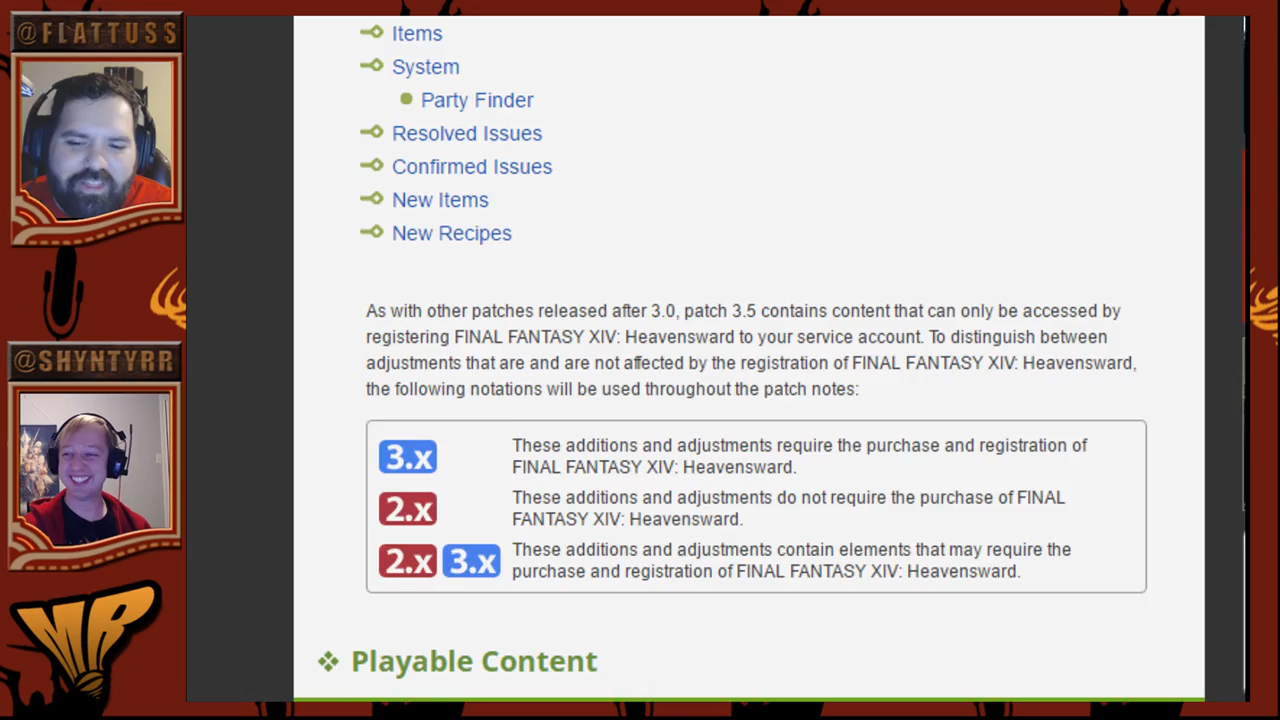 @FLATTUSS
@SHYNTYRR
MR
Items
System
Party Finder
Resolved Issues
Confirmed Issues
New Items
New Recipes
As with other patches released after 3.0, patch 3.5 contains content that can only be accessed by
registering FINAL FANTASY XIV: Heavensward to your service account. To distinguish between
adjustments that are and are not affected by the registration of FINAL FANTASY XIV: Heavensward,
the following notations will be used throughout the patch notes:
3.x These additions and adjustments require the purchase and registration of
FINAL FANTASY XIV: Heavensward.
2.x These additions and adjustments do not require the purchase of FINAL
FANTASY XIV: Heavensward.
2.x 3.x These additions and adjustments contain elements that may require the
purchase and registration of FINAL FANTASY XIV: Heavensward.
Playable Content